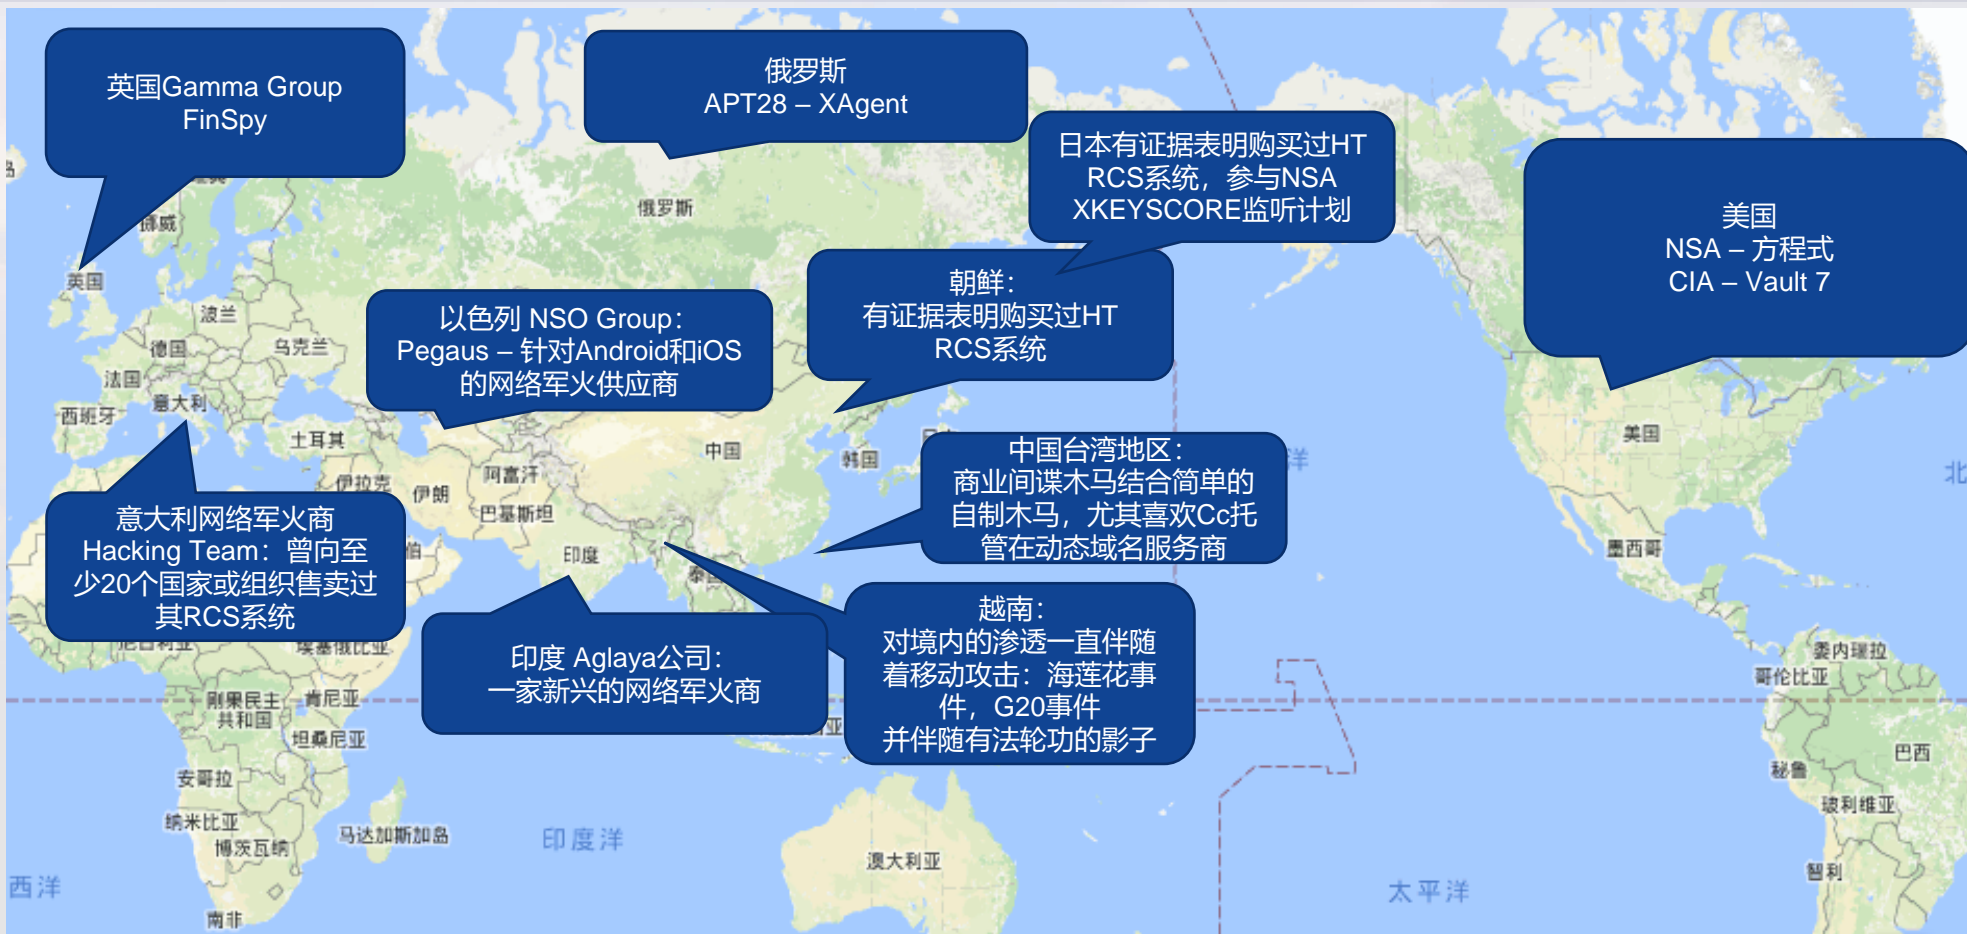 英国Gamma Group
FinSpy
俄罗斯
APT28 – XAgent
日本有证据表明购买过HT
RCS系统，参与NSA
XKEYSCORE监听计划
美国
NSA – 方程式
CIA – Vault 7
朝鲜：
有证据表明购买过HT
RCS系统
以色列 NSO Group：
Pegaus – 针对Android和iOS
的网络军火供应商
中国台湾地区：
商业间谍木马结合简单的
自制木马，尤其喜欢Cc托
管在动态域名服务商
意大利网络军火商
Hacking Team：曾向至
少20个国家或组织售卖过
其RCS系统
印度 Aglaya公司：
一家新兴的网络军火商
越南：
对境内的渗透一直伴随
着移动攻击：海莲花事
件，G20事件
并伴随有法轮功的影子
岛
挪威
俄罗斯
英国
波兰
德国
乌克兰
法国
意大利
西班牙
土耳其
中国
韩国
美国
洋
北
阿富汗
伊拉克
伊朗
巴基斯坦
伯
印度
墨西哥
埃塞俄比亚
委内瑞拉
哥伦比亚
刚果民主
共和国
肯尼亚
坦桑尼亚
亚
巴西
安哥拉
秘鲁
纳米比亚
玻利维亚
博茨瓦纳
马达加斯加岛
印度洋
澳大利亚
智利
西洋
太平洋
南非